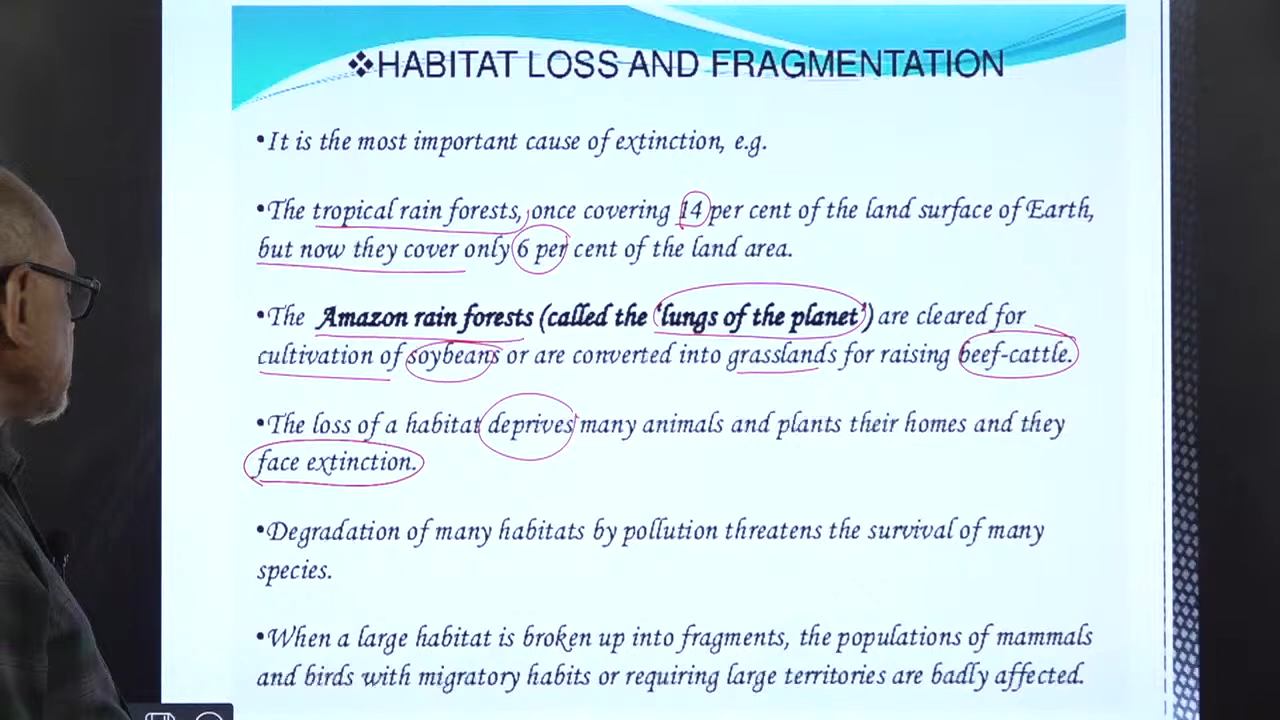 ❖HABITAT LOSS AND FRAGMENTATION
•It is the most important cause of extinction, e.g.
•The tropical rain forests, once covering 14 per cent of the land surface of Earth,
but now they cover only 6 per cent of the land area.
•The Amazon rain forests (called the 'lungs of the planet') are cleared for
cultivation of soybeans or are converted into grasslands for raising beef-cattle.
•The loss of a habitat deprives many animals and plants their homes and they
face extinction.
•Degradation of many habitats by pollution threatens the survival of many
species.
•When a large habitat is broken up into fragments, the populations of mammals
and birds with migratory habits or requiring large territories are badly affected.